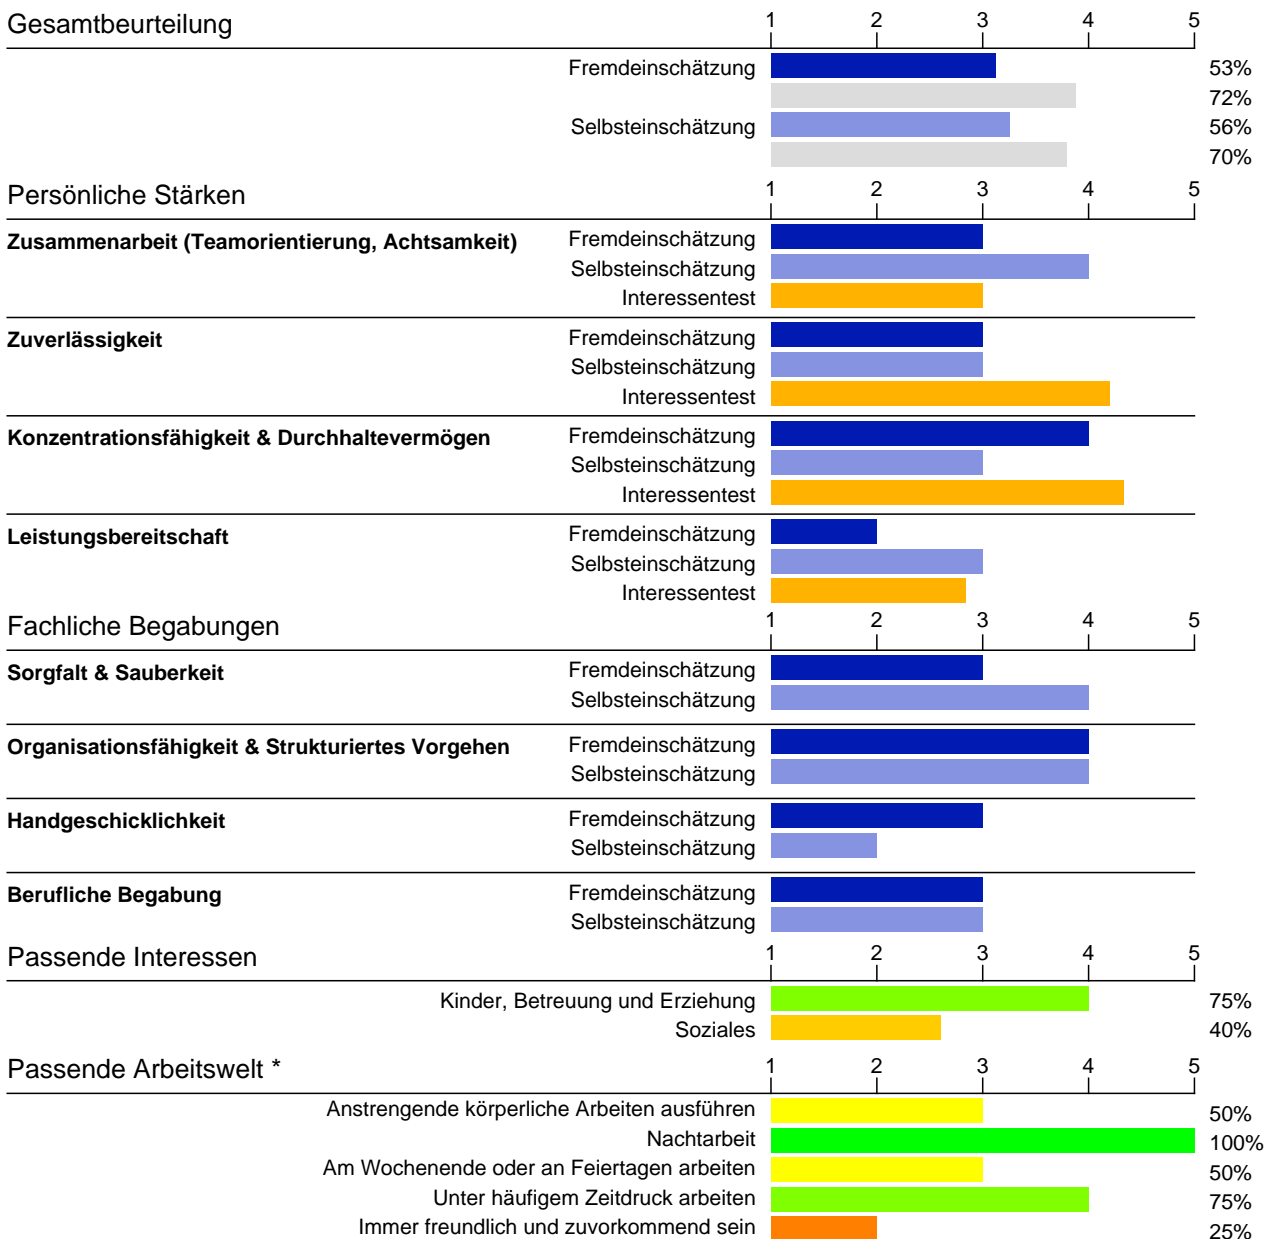 Gesamtbeurteilung 1 2 3 4 5
Fremdeinschätzung 53%
72%
Selbsteinschätzung 56%
70%
Persönliche Stärken 1 2 3 4 5
Zusammenarbeit (Teamorientierung, Achtsamkeit) Fremdeinschätzung
Selbsteinschätzung
Interessentest
Zuverlässigkeit Fremdeinschätzung
Selbsteinschätzung
Interessentest
Konzentrationsfähigkeit & Durchhaltevermögen Fremdeinschätzung
Selbsteinschätzung
Interessentest
Leistungsbereitschaft Fremdeinschätzung
Selbsteinschätzung
Interessentest
Fachliche Begabungen 1 2 3 4 5
Sorgfalt & Sauberkeit Fremdeinschätzung
Selbsteinschätzung
Organisationsfähigkeit & Strukturiertes Vorgehen Fremdeinschätzung
Selbsteinschätzung
Handgeschicklichkeit Fremdeinschätzung
Selbsteinschätzung
Berufliche Begabung Fremdeinschätzung
Selbsteinschätzung
Passende Interessen 1 2 3 4 5
Kinder, Betreuung und Erziehung 75%
Soziales 40%
Passende Arbeitswelt * 1 2 3 4 5
Anstrengende körperliche Arbeiten ausführen 50%
Nachtarbeit 100%
Am Wochenende oder an Feiertagen arbeiten 50%
Unter häufigem Zeitdruck arbeiten 75%
Immer freundlich und zuvorkommend sein 25%